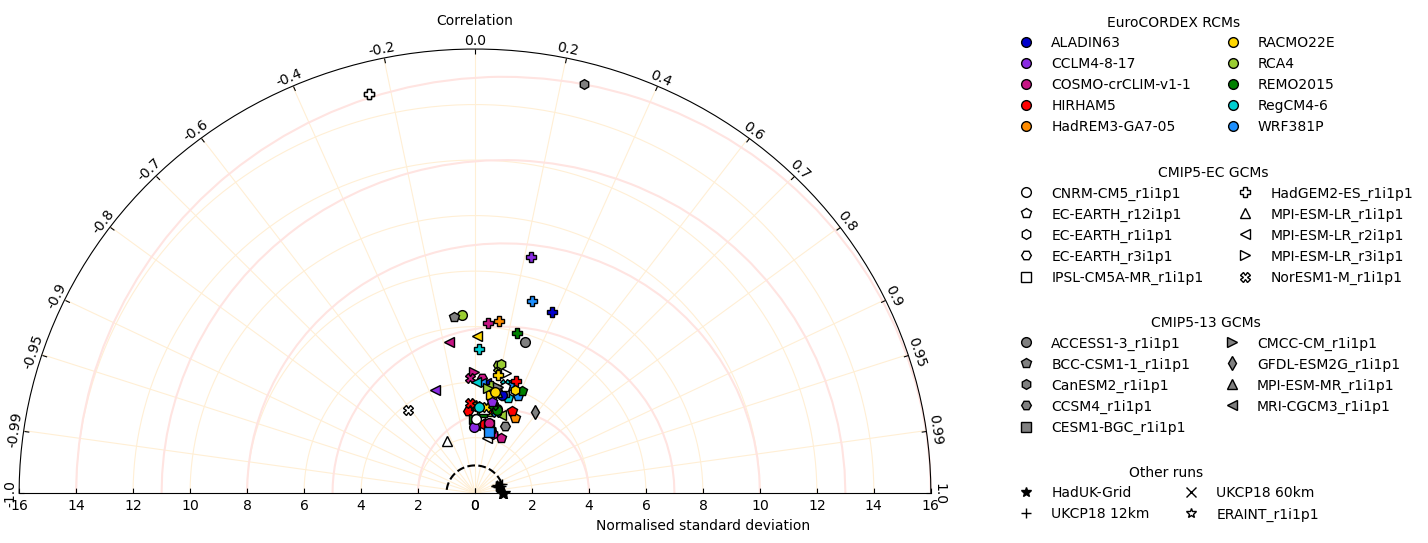 Correlation
-1.0
-0.99
-0.95
-0.9
-0.8
-0.7
-0.6
-0.4
-0.2
0.0
0.2
0.4
0.6
0.7
0.8
0.9
0.95
0.99
1.0
16 14 12 10 8 6 4 2 0 2 4 6 8 10 12 14 16
Normalised standard deviation
EuroCORDEX RCMs
ALADIN63 RACMO22E
CCLM4-8-17 RCA4
COSMO-crCLIM-v1-1 REMO2015
HIRHAM5 RegCM4-6
HadREM3-GA7-05 WRF381P
CMIP5-EC GCMs
CNRM-CM5_r1i1p1 HadGEM2-ES_r1i1p1
EC-EARTH_r12i1p1 MPI-ESM-LR_r1i1p1
EC-EARTH_r1i1p1 MPI-ESM-LR_r2i1p1
EC-EARTH_r3i1p1 MPI-ESM-LR_r3i1p1
IPSL-CM5A-MR_r1i1p1 NorESM1-M_r1i1p1
CMIP5-13 GCMs
ACCESS1-3_r1i1p1 CMCC-CM_r1i1p1
BCC-CSM1-1_r1i1p1 GFDL-ESM2G_r1i1p1
CanESM2_r1i1p1 MPI-ESM-MR_r1i1p1
CCSM4_r1i1p1 MRI-CGCM3_r1i1p1
CESM1-BGC_r1i1p1
Other runs
HadUK-Grid UKCP18 60km
UKCP18 12km ERAINT_r1i1p1